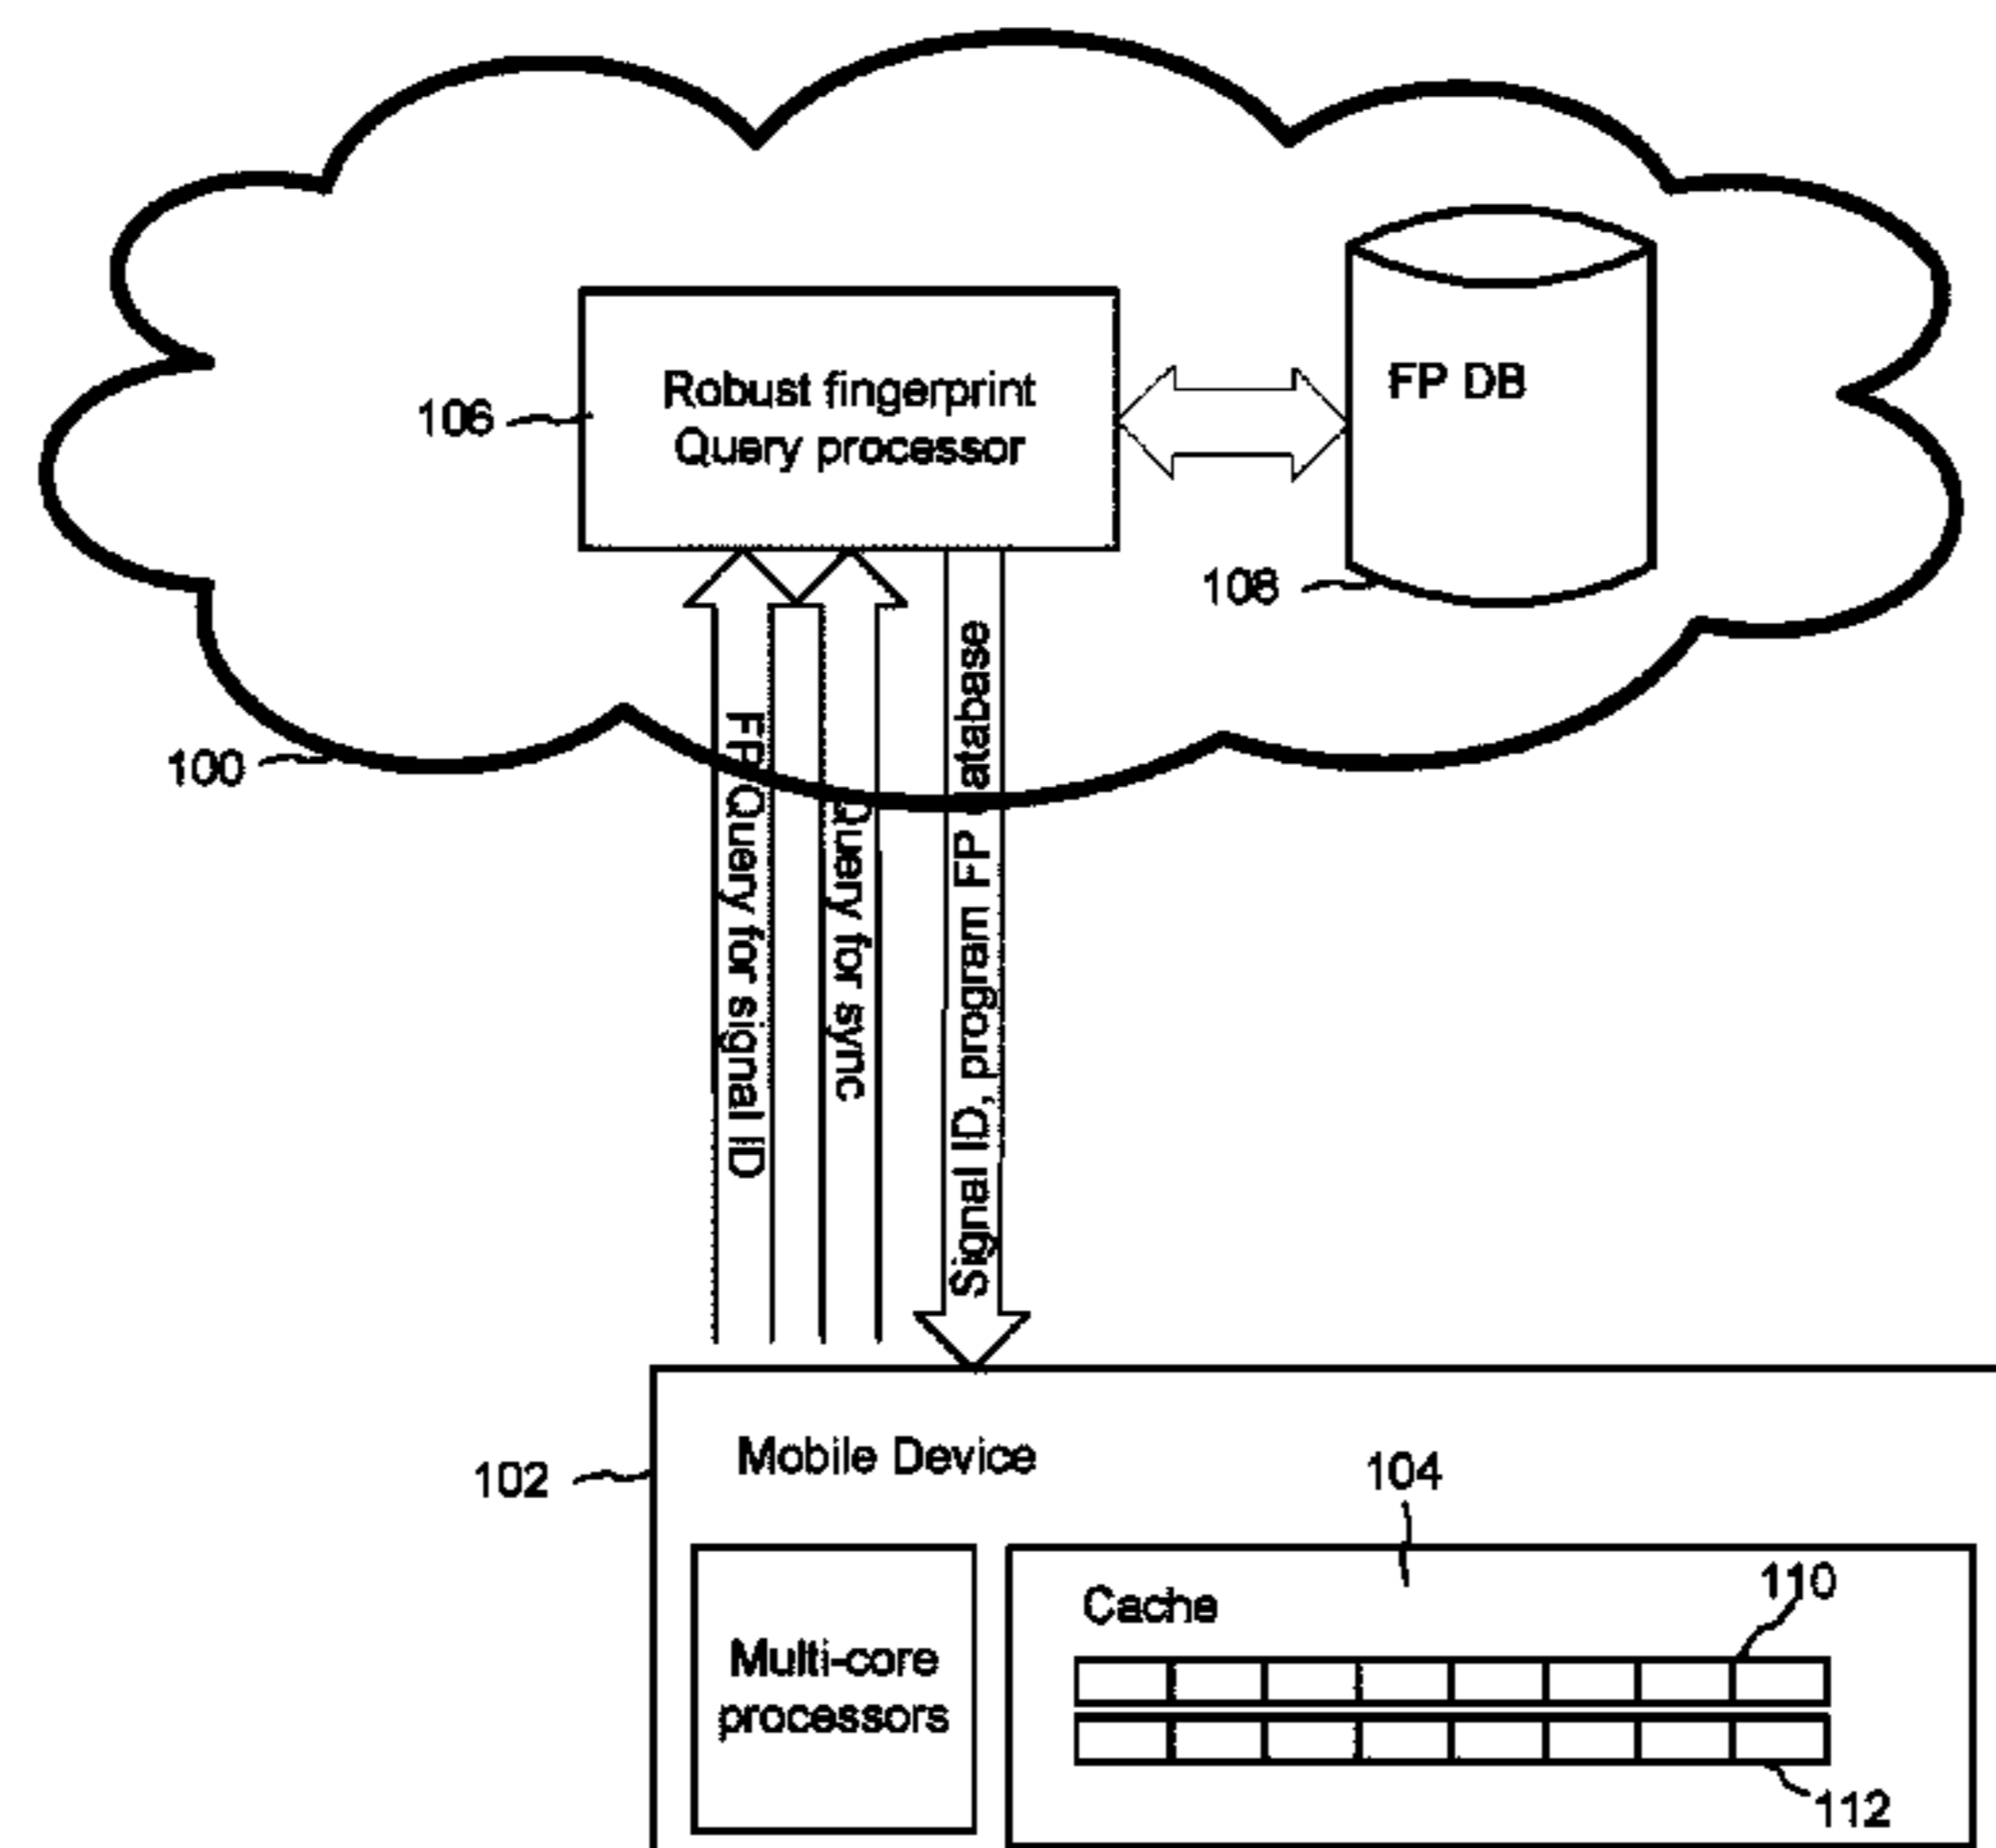 Robust fingerprint
Query processor
106
FP DB
108
100
FP Query for signal ID
Query for sync
Signal ID, program FP database
102
Mobile Device
104
Multi-core
processors
Cache
110
112